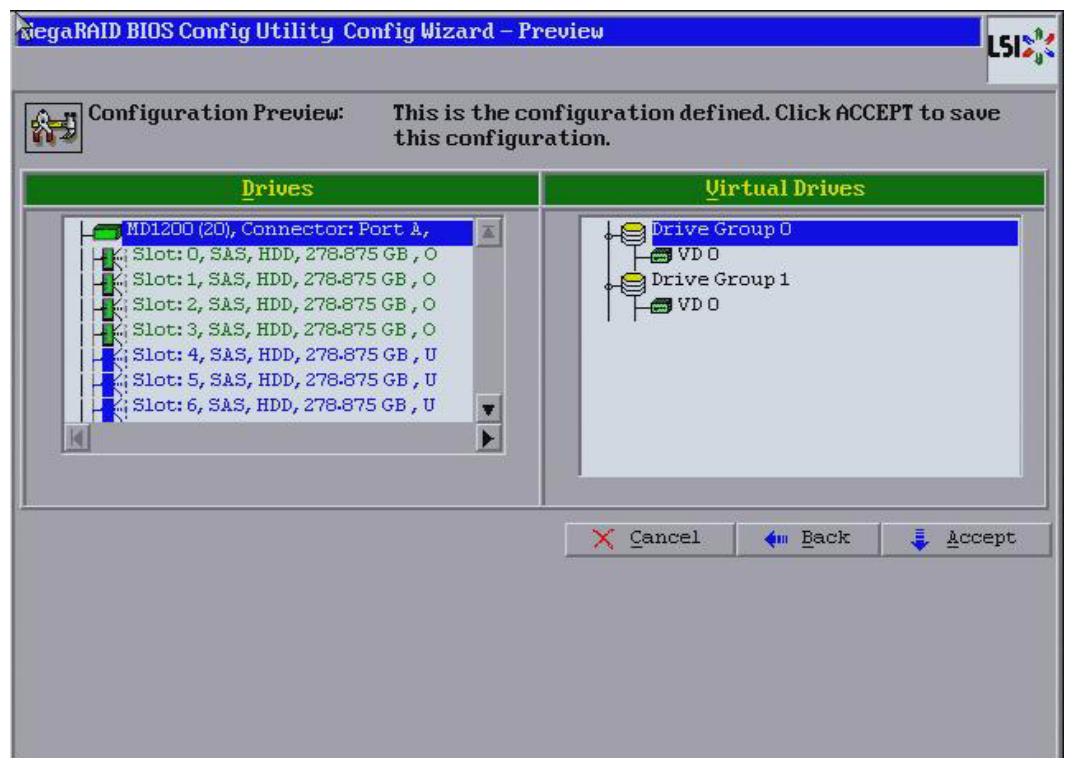 MegaRAID BIOS Config Utility Config Wizard – Preview
LSI
Configuration Preview: This is the configuration defined. Click ACCEPT to save
this configuration.
Drives
MD1200 (20), Connector: Port A,
Slot: 0, SAS, HDD, 278.875 GB , O
Slot: 1, SAS, HDD, 278.875 GB , O
Slot: 2, SAS, HDD, 278.875 GB , O
Slot: 3, SAS, HDD, 278.875 GB , O
Slot: 4, SAS, HDD, 278.875 GB , U
Slot: 5, SAS, HDD, 278.875 GB , U
Slot: 6, SAS, HDD, 278.875 GB , U
Virtual Drives
Drive Group 0
VD 0
Drive Group 1
VD 0
Cancel
Back
Accept